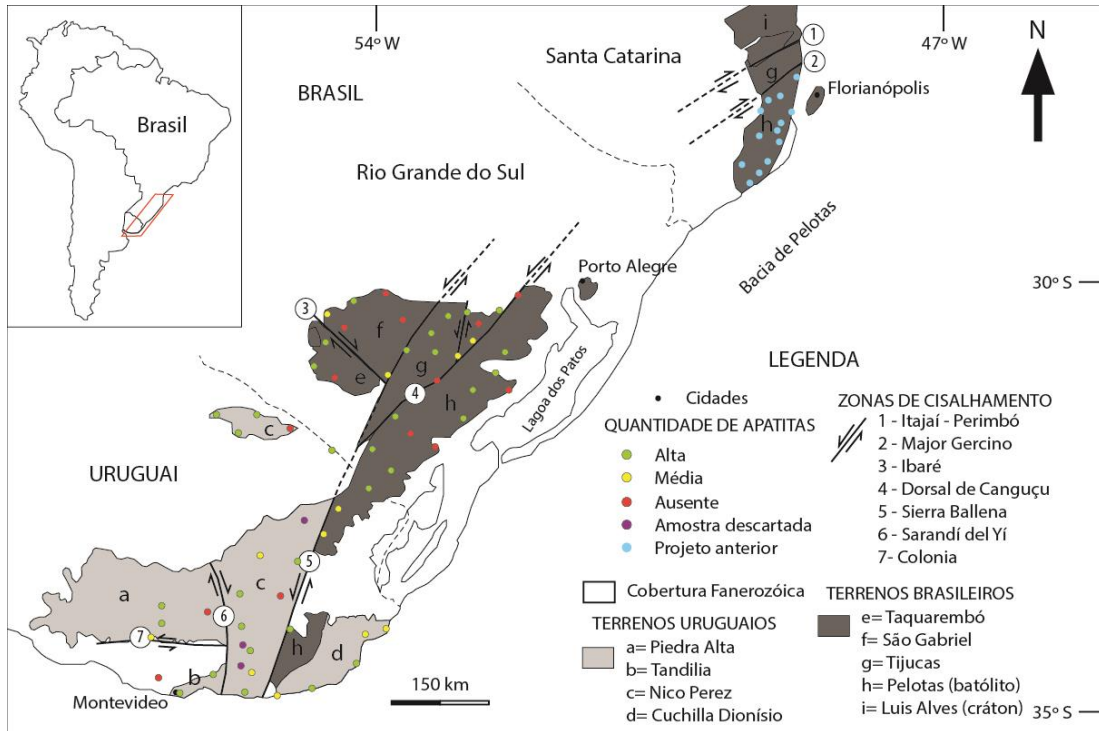 Brasil
54º W
47º W
N
BRASIL
Santa Catarina
i
1
2
g
h
Florianópolis
Rio Grande do Sul
Bacia de Pelotas
Porto Alegre
30º S
3
f
e
g
4
h
Lagoa dos Patos
c
URUGUAI
5
a
c
6
7
h
d
b
Montevideo
150 km
LEGENDA
Cidades
QUANTIDADE DE APATITAS
Alta
Média
Ausente
Amostra descartada
Projeto anterior
Cobertura Fanerozóica
TERRENOS URUGUAIOS
a= Piedra Alta
b= Tandilia
c= Nico Perez
d= Cuchilla Dionísio
ZONAS DE CISALHAMENTO
1 - Itajaí - Perimbó
2 - Major Gercino
3 - Ibaré
4 - Dorsal de Canguçu
5 - Sierra Ballena
6 - Sarandí del Yí
7- Colonia
TERRENOS BRASILEIROS
e= Taquarembó
f= São Gabriel
g= Tijucas
h= Pelotas (batólito)
i= Luis Alves (cráton)
35º S